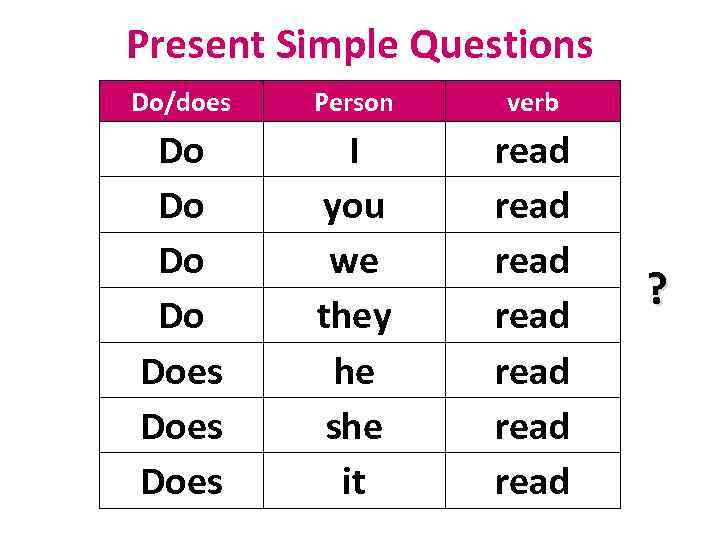 Present Simple Questions
Do/does Person verb
Do I read
Do you read
Do we read
Do they read
?
Does he read
Does she read
Does it read